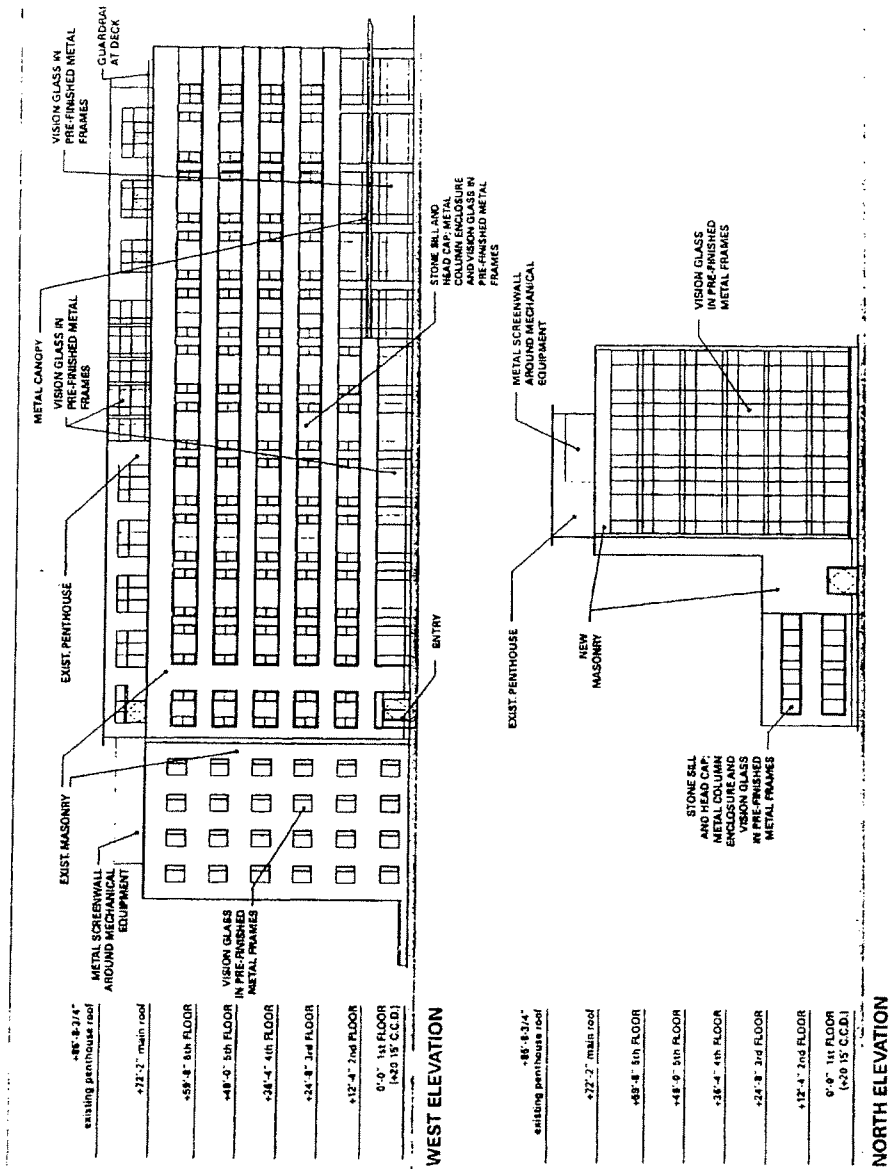 GUARDRAI
AT DECK
VISION GLASS IN
PRE-FINISHED METAL
FRAMES
METAL CANOPY
VISION GLASS IN
PRE-FINISHED METAL
FRAMES
EXIST. PENTHOUSE
EXIST. MASONRY
METAL SCREENWALL
AROUND MECHANICAL
EQUIPMENT
+86'-8-3/4"
existing penthouse roof
+72'-2" main roof
+59'-8" 6th FLOOR
+48'-0" 5th FLOOR
+36'-4" 4th FLOOR
+24'-8" 3rd FLOOR
+12'-4" 2nd FLOOR
0'-0" 1st FLOOR
(+20.15' C.C.D.)
VISION GLASS
IN PRE-FINISHED
METAL FRAMES
ENTRY
STONE SILL AND
HEAD CAP; METAL
COLUMN ENCLOSURE
AND VISION GLASS IN
PRE-FINISHED METAL
FRAMES
WEST ELEVATION
METAL SCREENWALL
AROUND MECHANICAL
EQUIPMENT
EXIST. PENTHOUSE
VISION GLASS
IN PRE-FINISHED
METAL FRAMES
NEW
MASONRY
STONE SILL
AND HEAD CAP;
METAL COLUMN
ENCLOSURE AND
VISION GLASS
IN PRE-FINISHED
METAL FRAMES
+86'-8-3/4"
existing penthouse roof
+72'-2" main roof
+59'-8" 6th FLOOR
+48'-0" 5th FLOOR
+36'-4" 4th FLOOR
+24'-8" 3rd FLOOR
+12'-4" 2nd FLOOR
0'-0" 1st FLOOR
(+20.15' C.C.D.)
NORTH ELEVATION